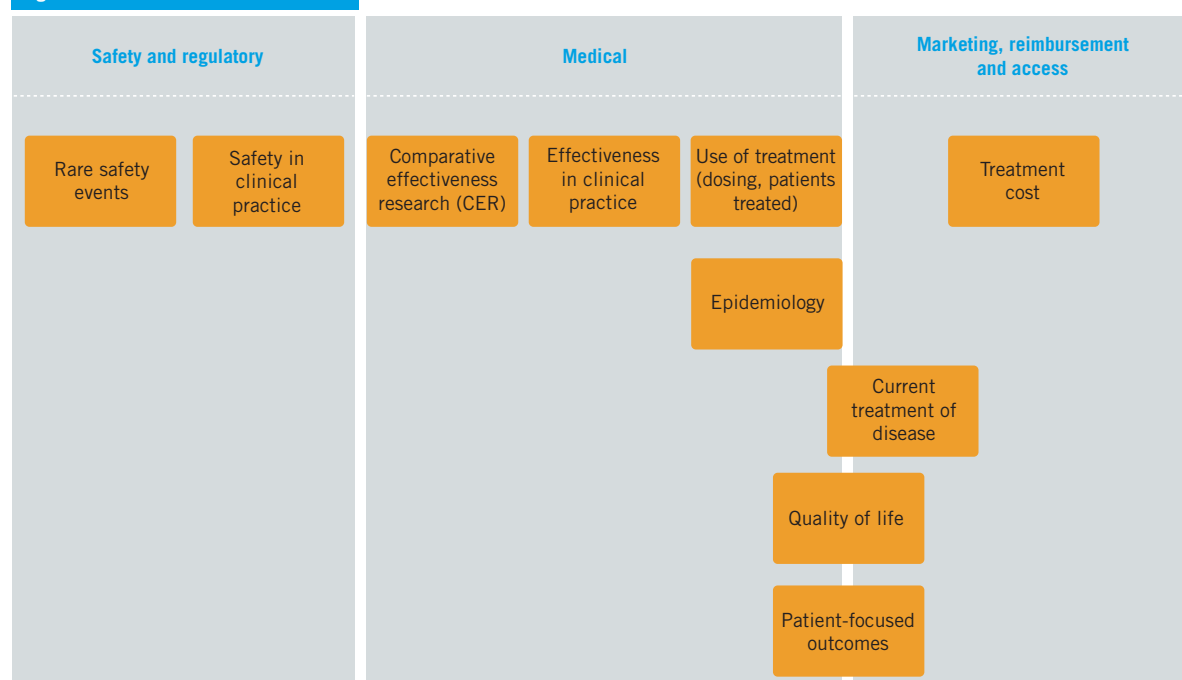 Safety and regulatory
Medical
Marketing, reimbursement
and access
Rare safety
events
Safety in
clinical
practice
Comparative
effectiveness
research (CER)
Effectiveness
in clinical
practice
Use of treatment
(dosing, patients
treated)
Treatment
cost
Epidemiology
Current
treatment of
disease
Quality of life
Patient-focused
outcomes